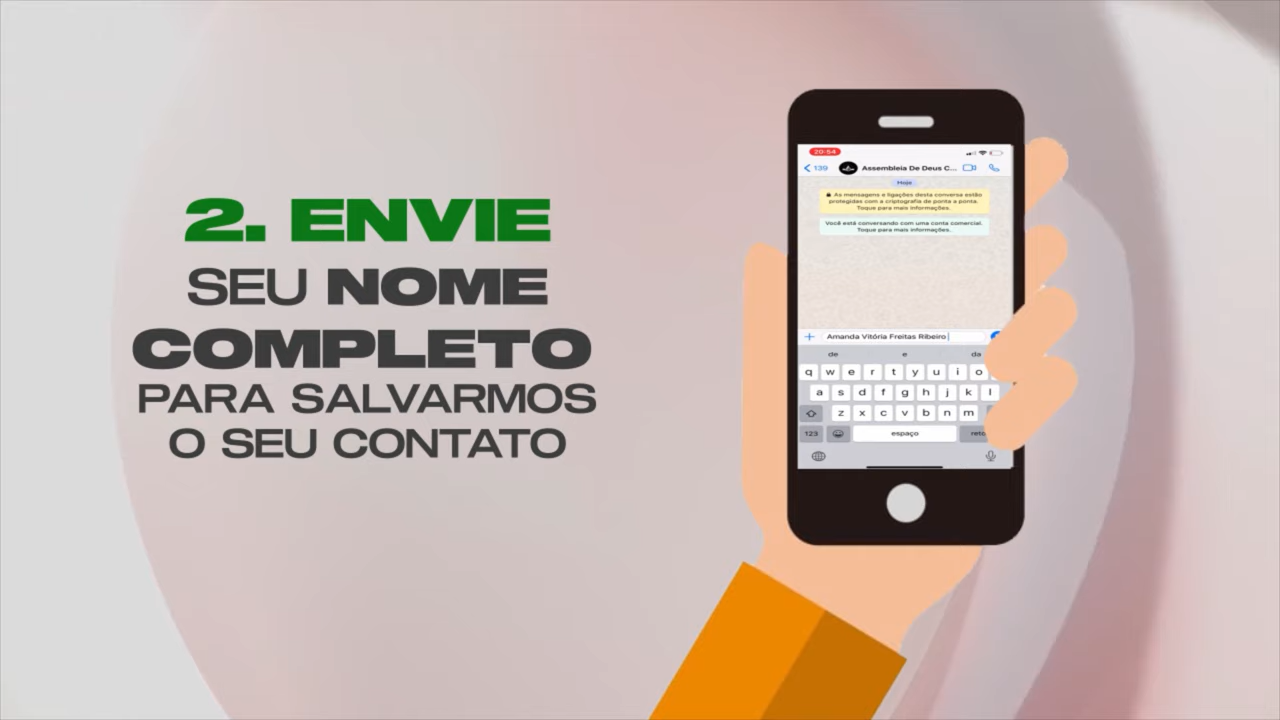 2. ENVIE
SEU NOME
COMPLETO
PARA SALVARMOS
O SEU CONTATO
20:54
139
Assembleia De Deus C...
Hoje
As mensagens e ligações desta conversa estão
protegidas com a criptografia de ponta a ponta.
Toque para mais informações.
Você está conversando com uma conta comercial.
Toque para mais informações.
Amanda Vitória Freitas Ribeiro
de e da
q w e r t y u i o
a s d f g h j k l
z x c v b n m
123 espaço reto